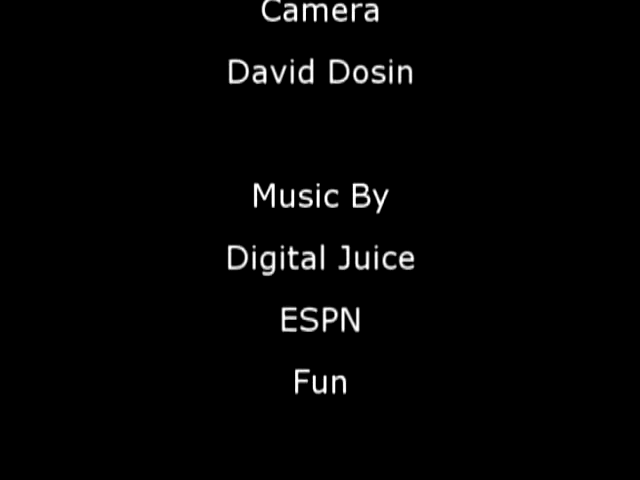 Camera
David Dosin
Music By
Digital Juice
ESPN
Fun